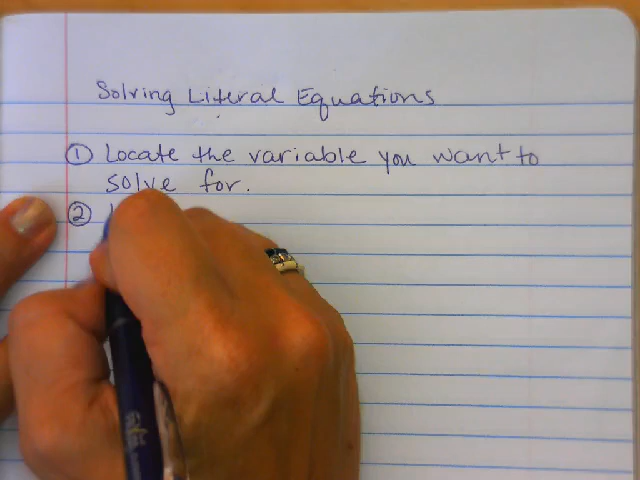 Solving Literal Equations
① Locate the variable you want to
solve for.
②